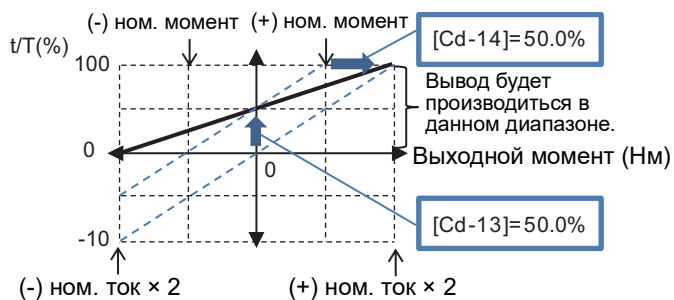 (-) ном. момент
(+) ном. момент
t/T(%)
[Cd-14]=50.0%
100
Вывод будет
производиться в
данном диапазоне.
0
Выходной момент (Нм)
0
[Cd-13]=50.0%
-10
(-) ном. ток × 2
(+) ном. ток × 2